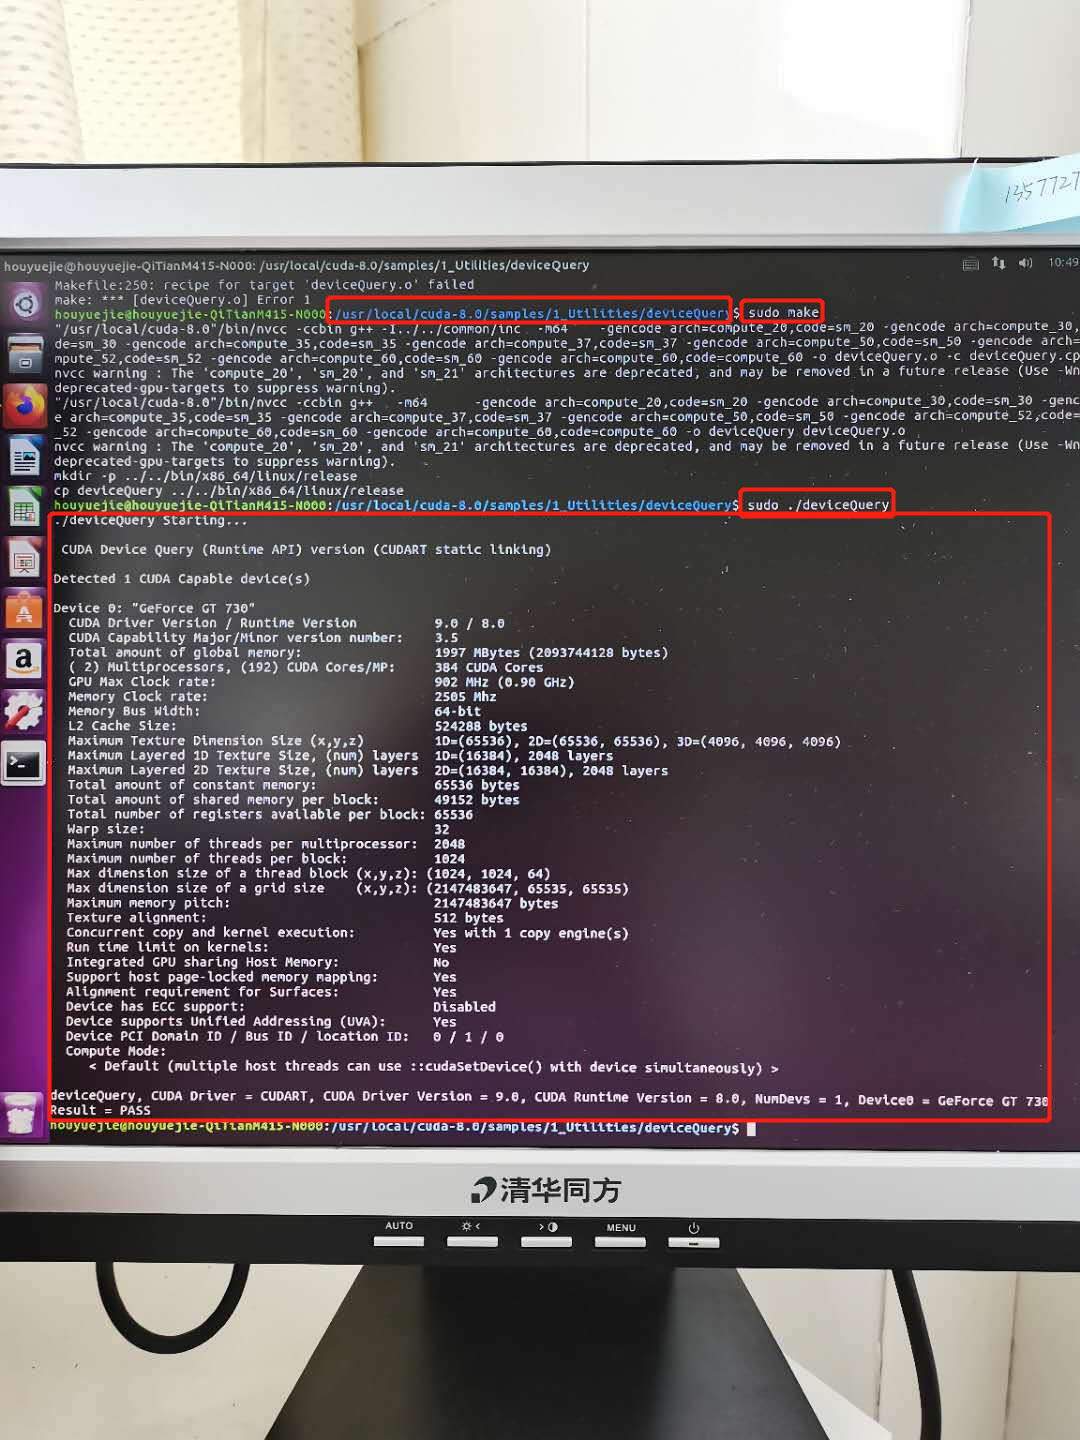 1357727
houyuejie@houyuejie-QiTianM415-N000: /usr/local/cuda-8.0/samples/1_Utilities/deviceQuery
10:49
Makefile:250: recipe for target 'deviceQuery.o' failed
make: *** [deviceQuery.o] Error 1
houyuejie@houyuejie-QiTianM415-N000:/usr/local/cuda-8.0/samples/1_Utilities/deviceQuery$ sudo make
"/usr/local/cuda-8.0"/bin/nvcc -ccbin g++ -I../../common/inc  -m64    -gencode arch=compute_20,code=sm_20 -gencode arch=compute_30,
de=sm_30 -gencode arch=compute_35,code=sm_35 -gencode arch=compute_37,code=sm_37 -gencode arch=compute_50,code=sm_50 -gencode arch=
mpute_52,code=sm_52 -gencode arch=compute_60,code=sm_60 -gencode arch=compute_60,code=compute_60 -o deviceQuery.o -c deviceQuery.cp
nvcc warning : The 'compute_20', 'sm_20', and 'sm_21' architectures are deprecated, and may be removed in a future release (Use -Wn
deprecated-gpu-targets to suppress warning).
"/usr/local/cuda-8.0"/bin/nvcc -ccbin g++   -m64      -gencode arch=compute_20,code=sm_20 -gencode arch=compute_30,code=sm_30 -genc
e arch=compute_35,code=sm_35 -gencode arch=compute_37,code=sm_37 -gencode arch=compute_50,code=sm_50 -gencode arch=compute_52,code=
_52 -gencode arch=compute_60,code=sm_60 -gencode arch=compute_60,code=compute_60 -o deviceQuery deviceQuery.o
nvcc warning : The 'compute_20', 'sm_20', and 'sm_21' architectures are deprecated, and may be removed in a future release (Use -Wn
deprecated-gpu-targets to suppress warning).
mkdir -p ../../bin/x86_64/linux/release
cp deviceQuery ../../bin/x86_64/linux/release
houyuejie@houyuejie-QiTianM415-N000:/usr/local/cuda-8.0/samples/1_Utilities/deviceQuery$ sudo ./deviceQuery
./deviceQuery Starting...
CUDA Device Query (Runtime API) version (CUDART static linking)
Detected 1 CUDA Capable device(s)
Device 0: "GeForce GT 730"
CUDA Driver Version / Runtime Version          9.0 / 8.0
CUDA Capability Major/Minor version number:    3.5
Total amount of global memory:                 1997 MBytes (2093744128 bytes)
( 2) Multiprocessors, (192) CUDA Cores/MP:     384 CUDA Cores
GPU Max Clock rate:                            902 MHz (0.90 GHz)
Memory Clock rate:                             2505 Mhz
Memory Bus Width:                              64-bit
L2 Cache Size:                                 524288 bytes
Maximum Texture Dimension Size (x,y,z)         1D=(65536), 2D=(65536, 65536), 3D=(4096, 4096, 4096)
Maximum Layered 1D Texture Size, (num) layers  1D=(16384), 2048 layers
Maximum Layered 2D Texture Size, (num) layers  2D=(16384, 16384), 2048 layers
Total amount of constant memory:               65536 bytes
Total amount of shared memory per block:       49152 bytes
Total number of registers available per block: 65536
Warp size:                                     32
Maximum number of threads per multiprocessor:  2048
Maximum number of threads per block:           1024
Max dimension size of a thread block (x,y,z): (1024, 1024, 64)
Max dimension size of a grid size    (x,y,z): (2147483647, 65535, 65535)
Maximum memory pitch:                          2147483647 bytes
Texture alignment:                             512 bytes
Concurrent copy and kernel execution:          Yes with 1 copy engine(s)
Run time limit on kernels:                     Yes
Integrated GPU sharing Host Memory:            No
Support host page-locked memory mapping:       Yes
Alignment requirement for Surfaces:            Yes
Device has ECC support:                        Disabled
Device supports Unified Addressing (UVA):      Yes
Device PCI Domain ID / Bus ID / location ID:   0 / 1 / 0
Compute Mode:
< Default (multiple host threads can use ::cudaSetDevice() with device simultaneously) >
deviceQuery, CUDA Driver = CUDART, CUDA Driver Version = 9.0, CUDA Runtime Version = 8.0, NumDevs = 1, Device0 = GeForce GT 730
Result = PASS
houyuejie@houyuejie-QiTianM415-N000:/usr/local/cuda-8.0/samples/1_Utilities/deviceQuery$
清华同方
AUTO
MENU